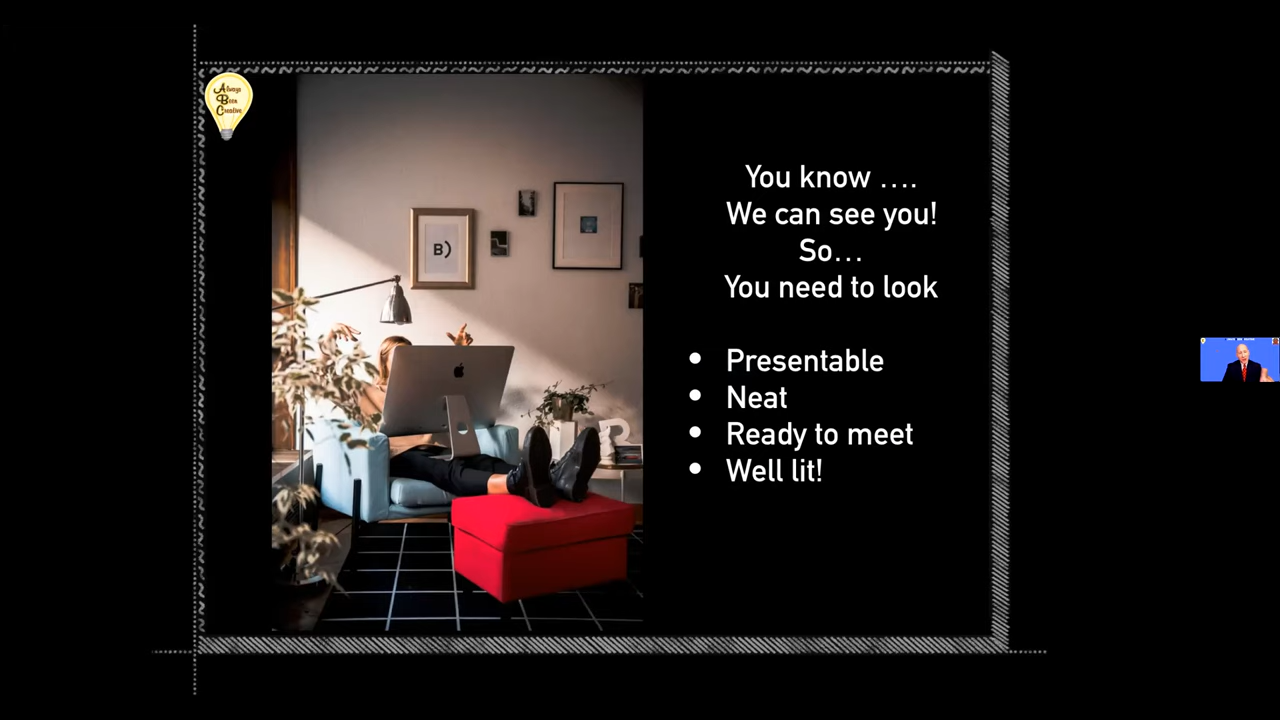 Always
Been
Creative
B)
You know ….
We can see you!
So…
You need to look
• Presentable
• Neat
• Ready to meet
• Well lit!